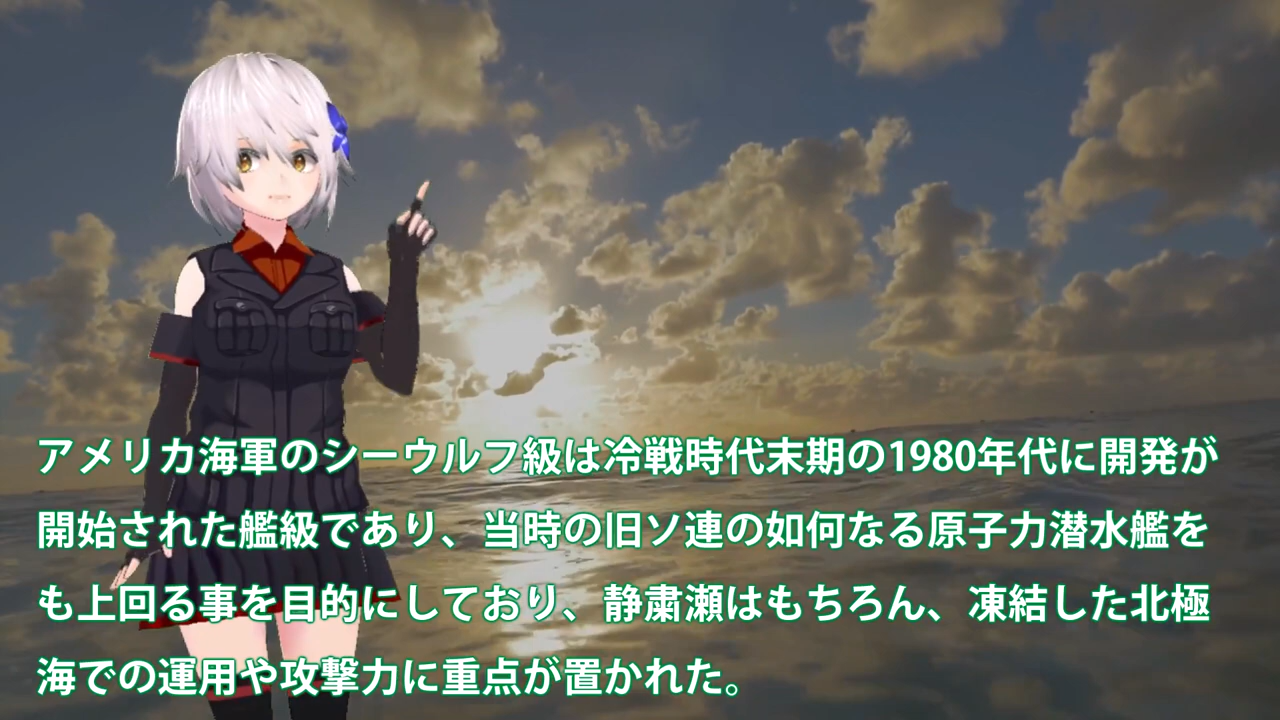 アメリカ海軍のシーウルフ級は冷戦時代末期の1980年代に開発が
開始された艦級であり、当時の旧ソ連の如何なる原子力潜水艦を
も上回る事を目的にしており、静粛瀬はもちろん、凍結した北極
海での運用や攻撃力に重点が置かれた。